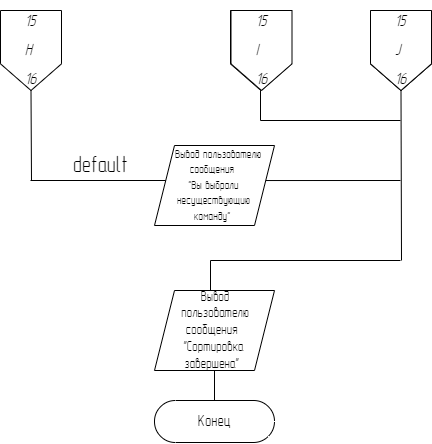 15
H
16
15
I
16
15
J
16
default
Вывод пользователю
сообщения
"Вы выбрали
несуществующию
команду"
Вывод
пользователю
сообщения
"Сортировка
завершена"
Конец